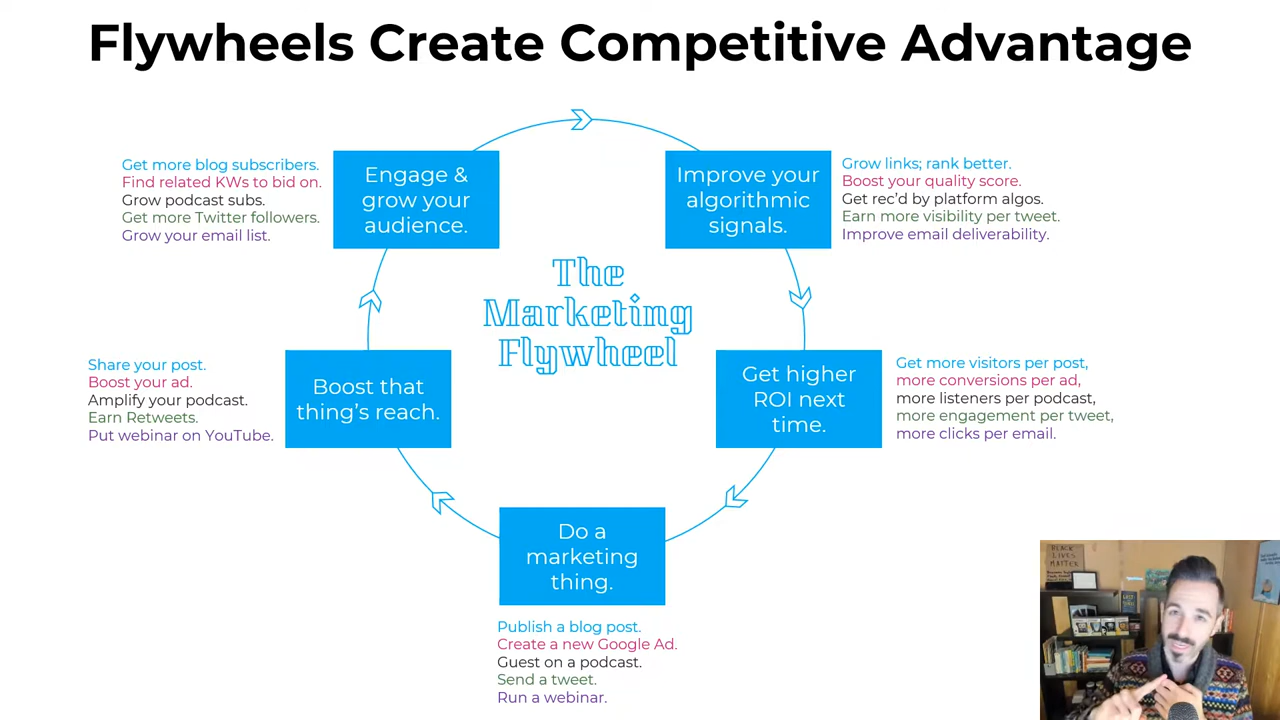 Flywheels Create Competitive Advantage
Get more blog subscribers.
Find related KWs to bid on.
Grow podcast subs.
Get more Twitter followers.
Grow your email list.
Engage &
grow your
audience.
Improve your
algorithmic
signals.
Grow links; rank better.
Boost your quality score.
Get rec’d by platform algos.
Earn more visibility per tweet.
Improve email deliverability.
The
Marketing
Flywheel
Share your post.
Boost your ad.
Amplify your podcast.
Earn Retweets.
Put webinar on YouTube.
Boost that
thing’s reach.
Get higher
ROI next
time.
Get more visitors per post,
more conversions per ad,
more listeners per podcast,
more engagement per tweet,
more clicks per email.
Do a
marketing
thing.
Publish a blog post.
Create a new Google Ad.
Guest on a podcast.
Send a tweet.
Run a webinar.
BLACK
LIVES
MATTER